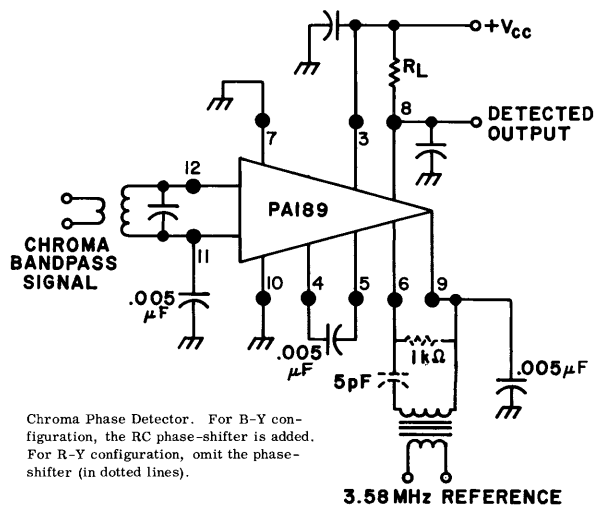 +VCC
RL
8
DETECTED
OUTPUT
7
3
12
PA189
CHROMA
BANDPASS
SIGNAL
11
10
4
5
6
9
.005
μF
.005
μF
1kΩ
5pF
.005μF
Chroma Phase Detector. For B-Y con-
figuration, the RC phase-shifter is added.
For R-Y configuration, omit the phase-
shifter (in dotted lines).
3.58 MHz REFERENCE